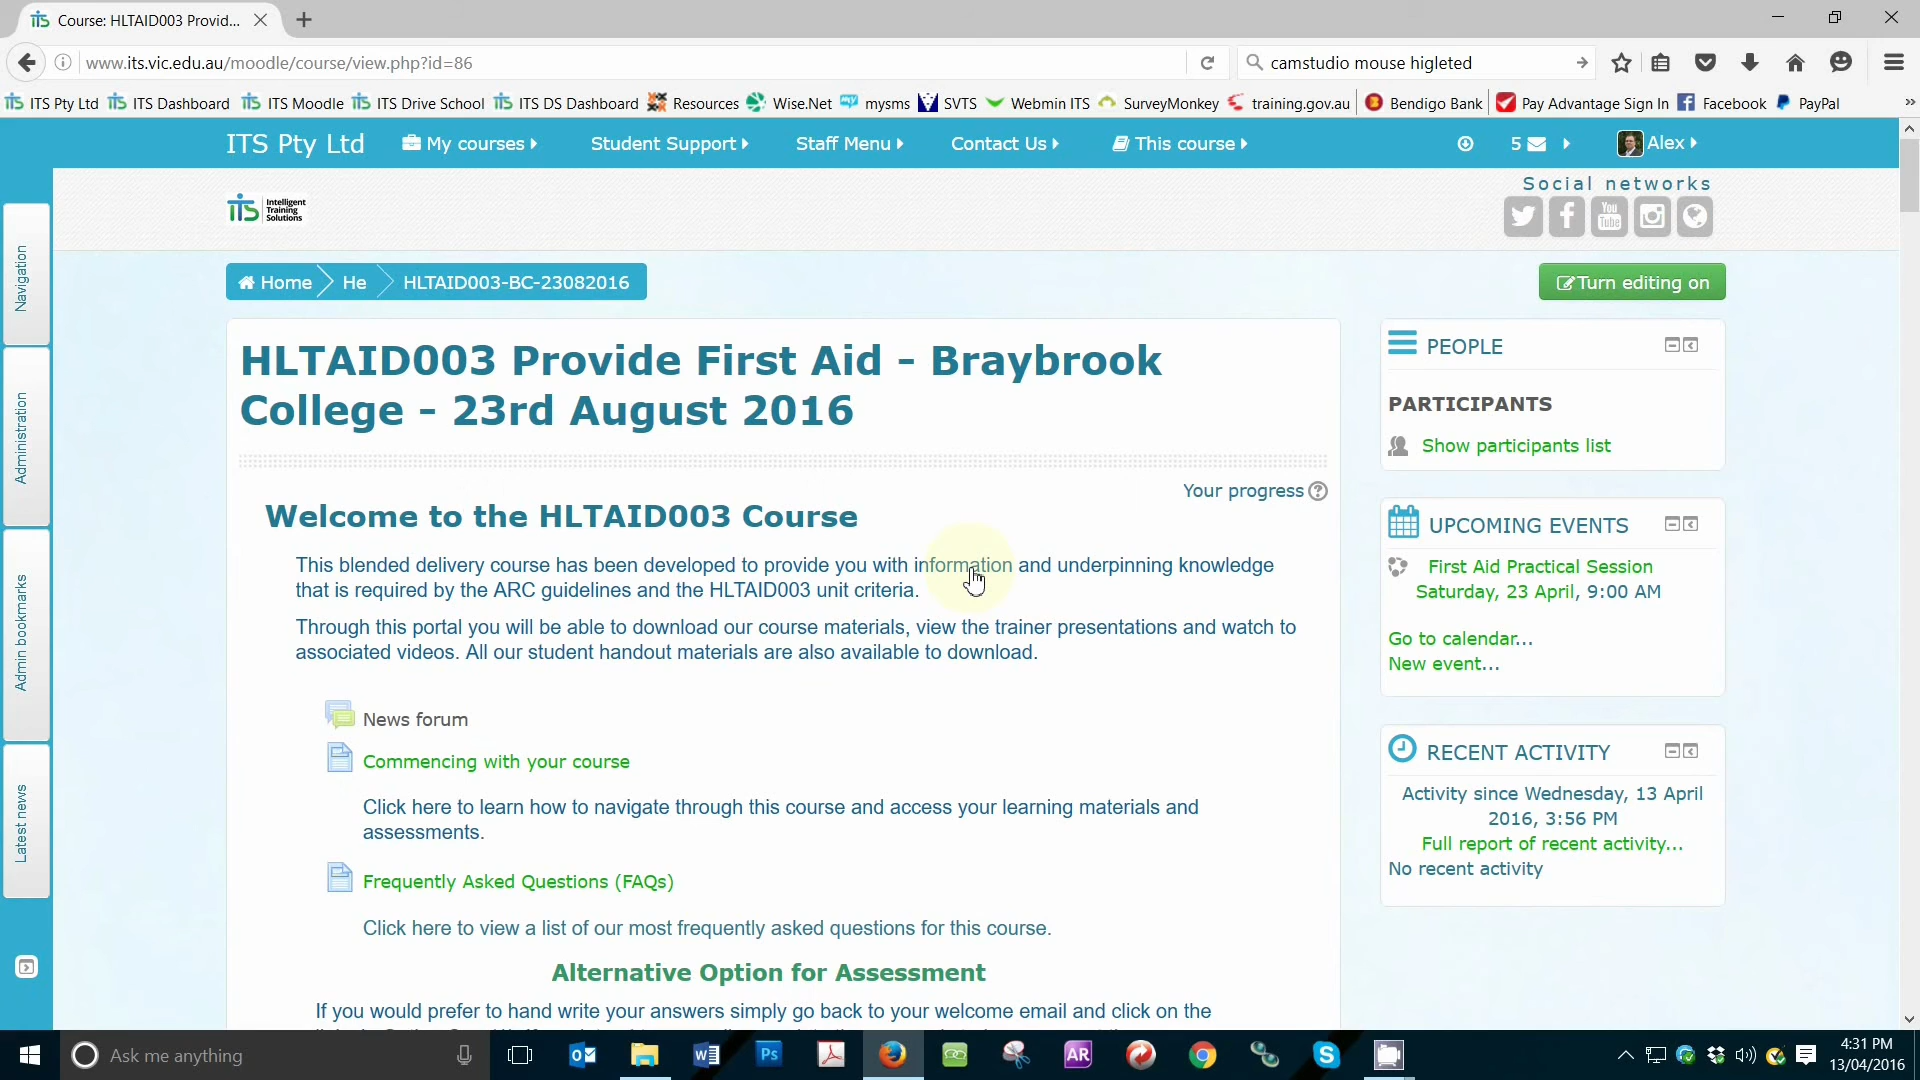 Course: HLTAID003 Provid...
www.its.vic.edu.au/moodle/course/view.php?id=86
camstudio mouse higleted
ITS Pty Ltd ITS Dashboard ITS Moodle ITS Drive School ITS DS Dashboard Resources Wise.Net mysms SVTS Webmin ITS SurveyMonkey training.gov.au Bendigo Bank Pay Advantage Sign In Facebook PayPal
ITS Pty Ltd My courses Student Support Staff Menu Contact Us This course 5 Alex
Social networks
ITS Intelligent
Training
Solutions
You
Tube
Navigation
Administration
Admin bookmarks
Latest news
Home He HLTAID003-BC-23082016
Turn editing on
HLTAID003 Provide First Aid - Braybrook
College - 23rd August 2016
Your progress
Welcome to the HLTAID003 Course
This blended delivery course has been developed to provide you with information and underpinning knowledge
that is required by the ARC guidelines and the HLTAID003 unit criteria.
Through this portal you will be able to download our course materials, view the trainer presentations and watch to
associated videos. All our student handout materials are also available to download.
News forum
Commencing with your course
Click here to learn how to navigate through this course and access your learning materials and
assessments.
Frequently Asked Questions (FAQs)
Click here to view a list of our most frequently asked questions for this course.
Alternative Option for Assessment
If you would prefer to hand write your answers simply go back to your welcome email and click on the
PEOPLE
PARTICIPANTS
Show participants list
UPCOMING EVENTS
First Aid Practical Session
Saturday, 23 April, 9:00 AM
Go to calendar...
New event...
RECENT ACTIVITY
Activity since Wednesday, 13 April
2016, 3:56 PM
Full report of recent activity...
No recent activity
Ask me anything
Ps
AR
4:31 PM
13/04/2016